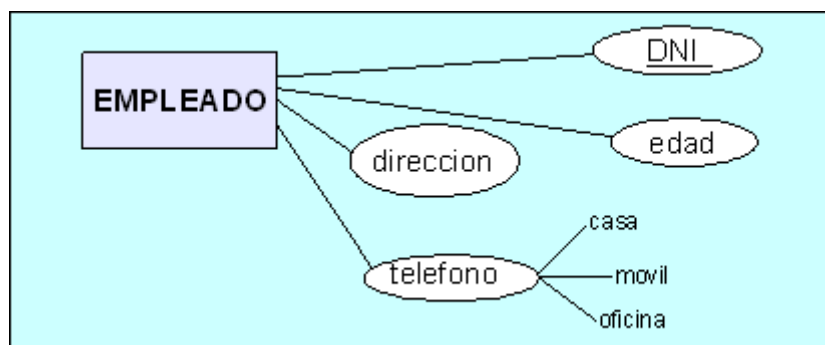 DNI
EMPLEADO
edad
direccion
casa
telefono
movil
oficina